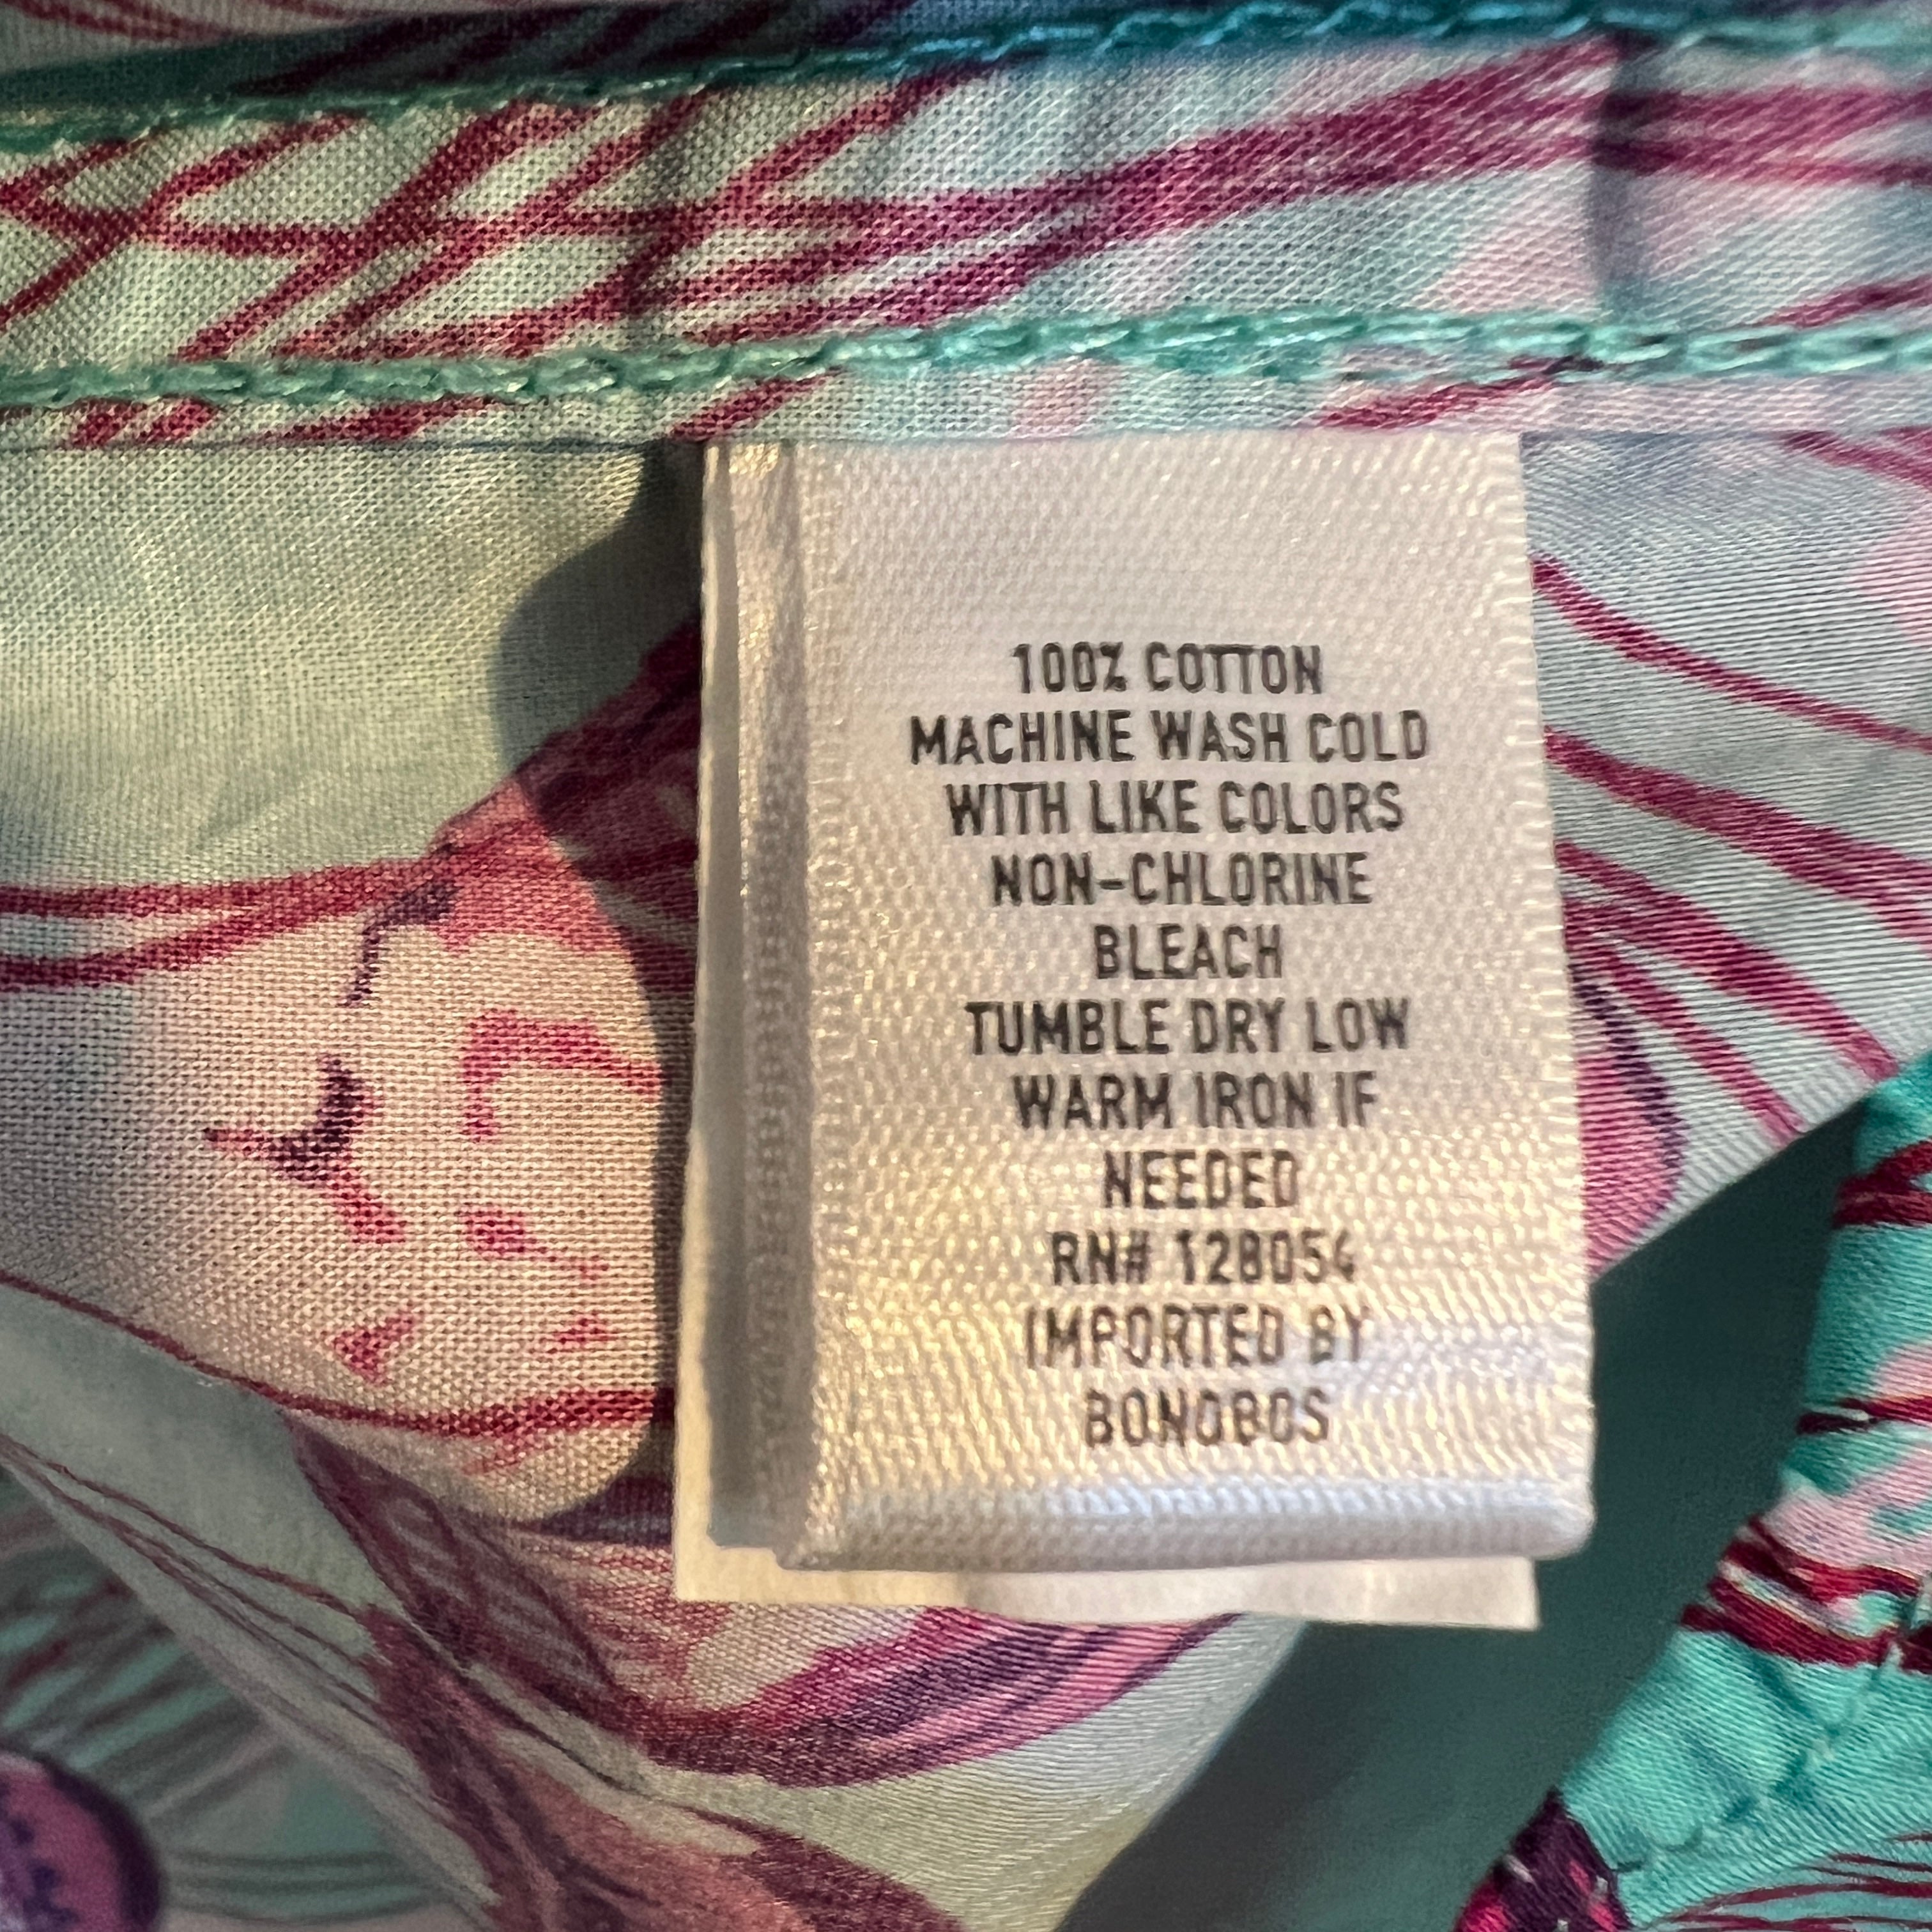 100% COTTON
MACHINE WASH COLD
WITH LIKE COLORS
NON-CHLORINE
BLEACH
TUMBLE DRY LOW
WARM IRON IF
NEEDED
RN# 128054
IMPORTED BY
BONOBOS